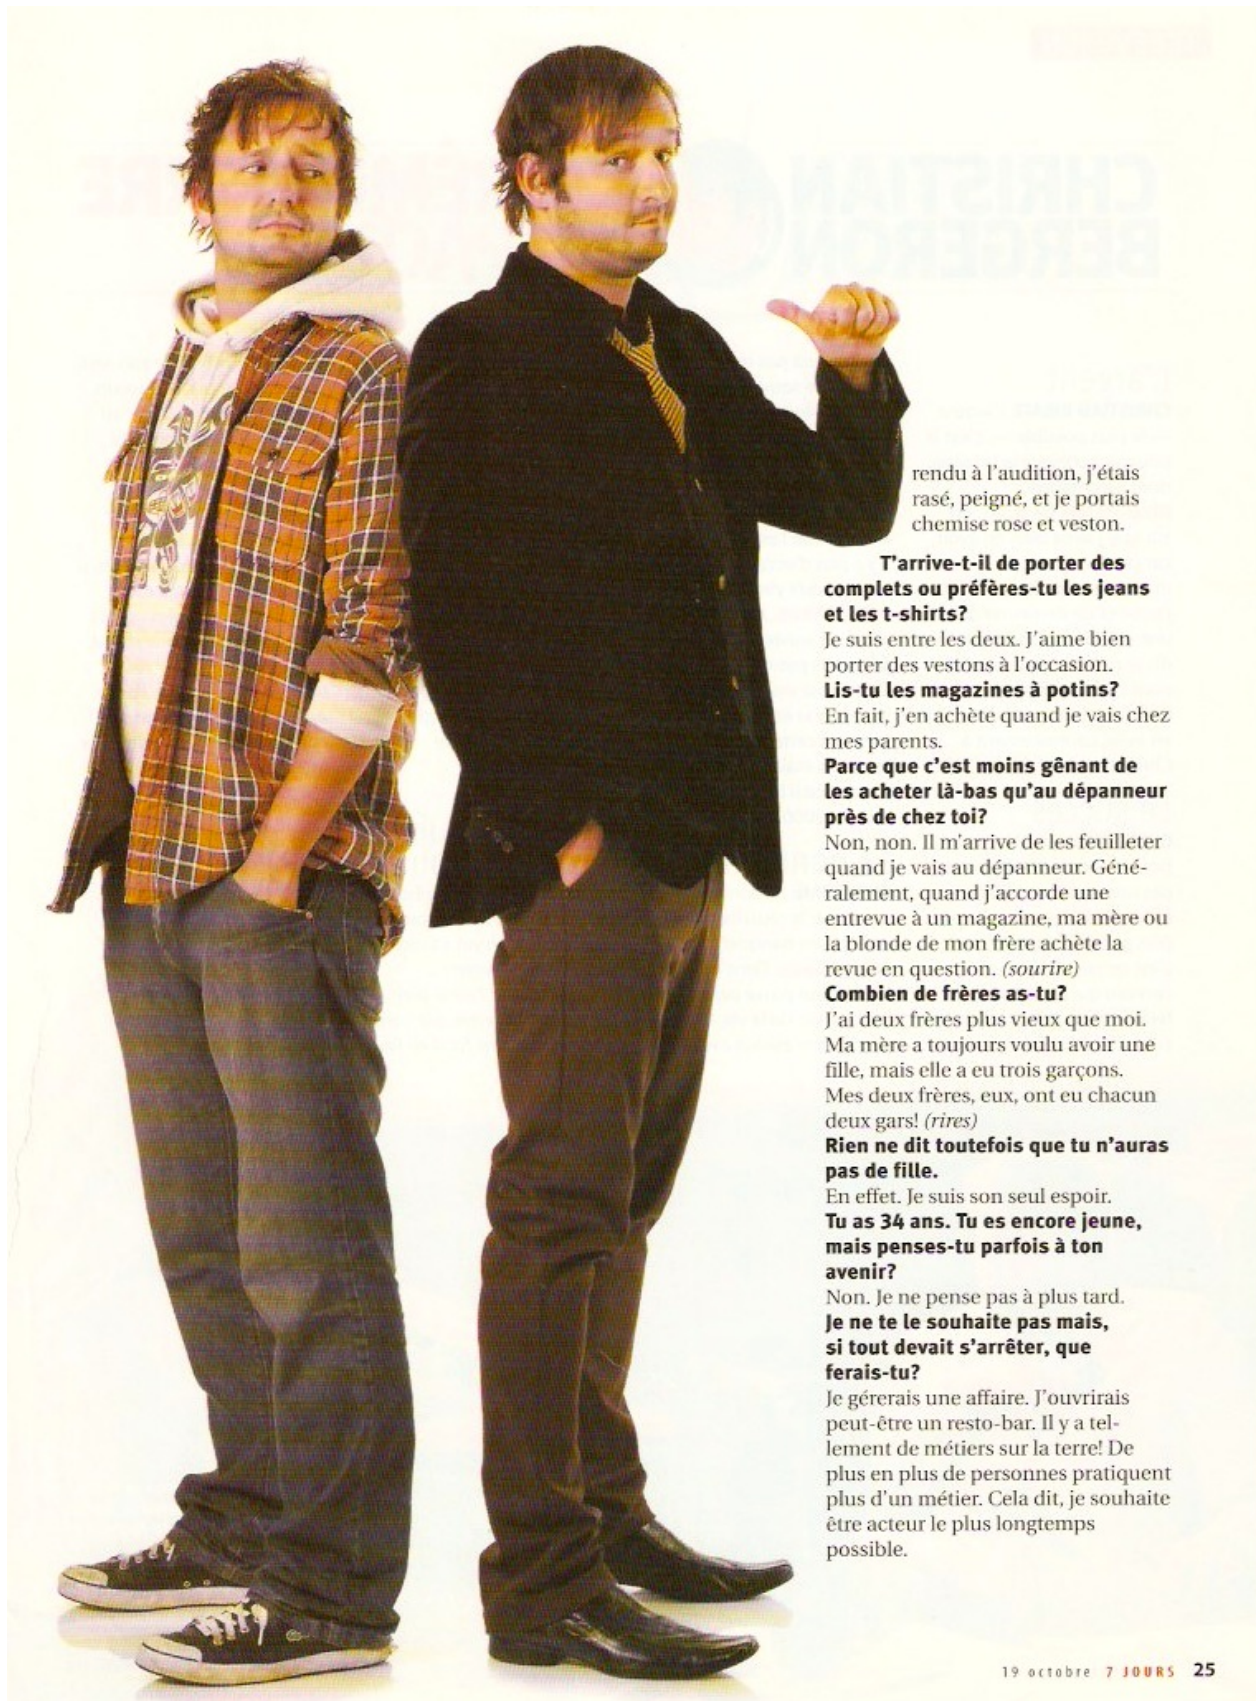 CHRISTIAN
BERGERON
rendu à l'audition, j'étais
rasé, peigné, et je portais
chemise rose et veston.
T'arrive-t-il de porter des
complets ou préfères-tu les jeans
et les t-shirts?
Je suis entre les deux. J'aime bien
porter des vestons à l'occasion.
Lis-tu les magazines à potins?
En fait, j'en achète quand je vais chez
mes parents.
Parce que c'est moins gênant de
les acheter là-bas qu'au dépanneur
près de chez toi?
Non, non. Il m'arrive de les feuilleter
quand je vais au dépanneur. Géné-
ralement, quand j'accorde une
entrevue à un magazine, ma mère ou
la blonde de mon frère achète la
revue en question. (sourire)
Combien de frères as-tu?
J'ai deux frères plus vieux que moi.
Ma mère a toujours voulu avoir une
fille, mais elle a eu trois garçons.
Mes deux frères, eux, ont eu chacun
deux gars! (rires)
Rien ne dit toutefois que tu n'auras
pas de fille.
En effet. Je suis son seul espoir.
Tu as 34 ans. Tu es encore jeune,
mais penses-tu parfois à ton
avenir?
Non. Je ne pense pas à plus tard.
Je ne te le souhaite pas mais,
si tout devait s'arrêter, que
ferais-tu?
Je gérerais une affaire. J'ouvrirais
peut-être un resto-bar. Il y a tel-
lement de métiers sur la terre! De
plus en plus de personnes pratiquent
plus d'un métier. Cela dit, je souhaite
être acteur le plus longtemps
possible.
19 octobre 7 JOURS 25